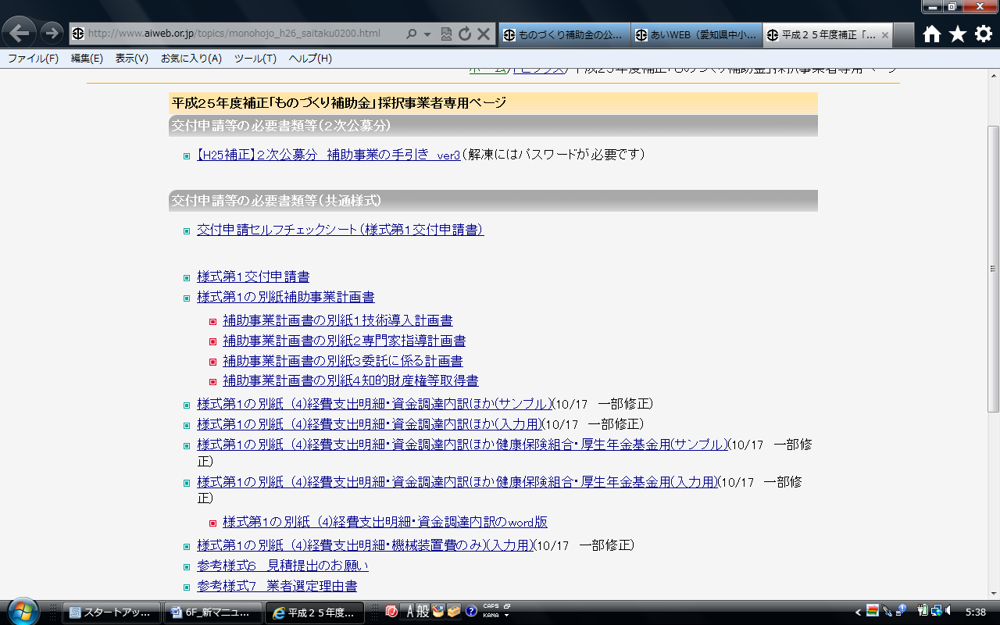 http://www.aiweb.or.jp/topics/monohojo_h26_saitaku0200.html
ものづくり補助金の公...
あいWEB（愛知県中小...
平成２５年度補正「...
ファイル(F) 編集(E) 表示(V) お気に入り(A) ツール(T) ヘルプ(H)
ホーム/トピックス/ 平成25年度補正「ものづくり補助金」採択事業者専用ページ
平成25年度補正「ものづくり補助金」採択事業者専用ページ
交付申請等の必要書類等（２次公募分）
【H25補正】２次公募分　補助事業の手引き　ver3（解凍にはパスワードが必要です）
交付申請等の必要書類等（共通様式）
交付申請セルフチェックシート（様式第１交付申請書）
様式第１交付申請書
様式第１の別紙補助事業計画書
補助事業計画書の別紙１技術導入計画書
補助事業計画書の別紙２専門家指導計画書
補助事業計画書の別紙３委託に係る計画書
補助事業計画書の別紙４知的財産権等取得書
様式第１の別紙　(4)経費支出明細・資金調達内訳ほか(サンプル)(10/17　一部修正)
様式第１の別紙　(4)経費支出明細・資金調達内訳ほか(入力用)(10/17　一部修正)
様式第１の別紙　(4)経費支出明細・資金調達内訳ほか健康保険組合・厚生年金基金用(サンプル)(10/17　一部修
正)
様式第１の別紙　(4)経費支出明細・資金調達内訳ほか健康保険組合・厚生年金基金用(入力用)(10/17　一部修
正)
様式第１の別紙　(4)経費支出明細・資金調達内訳のword版
様式第１の別紙　(4)経費支出明細・機械装置費のみ)(入力用)(10/17　一部修正)
参考様式６　見積提出のお願い
参考様式７　業者選定理由書
スタートアッ...
6F_新マニュ...
平成２５年度...
A 般
CAPS
KANA
5:38